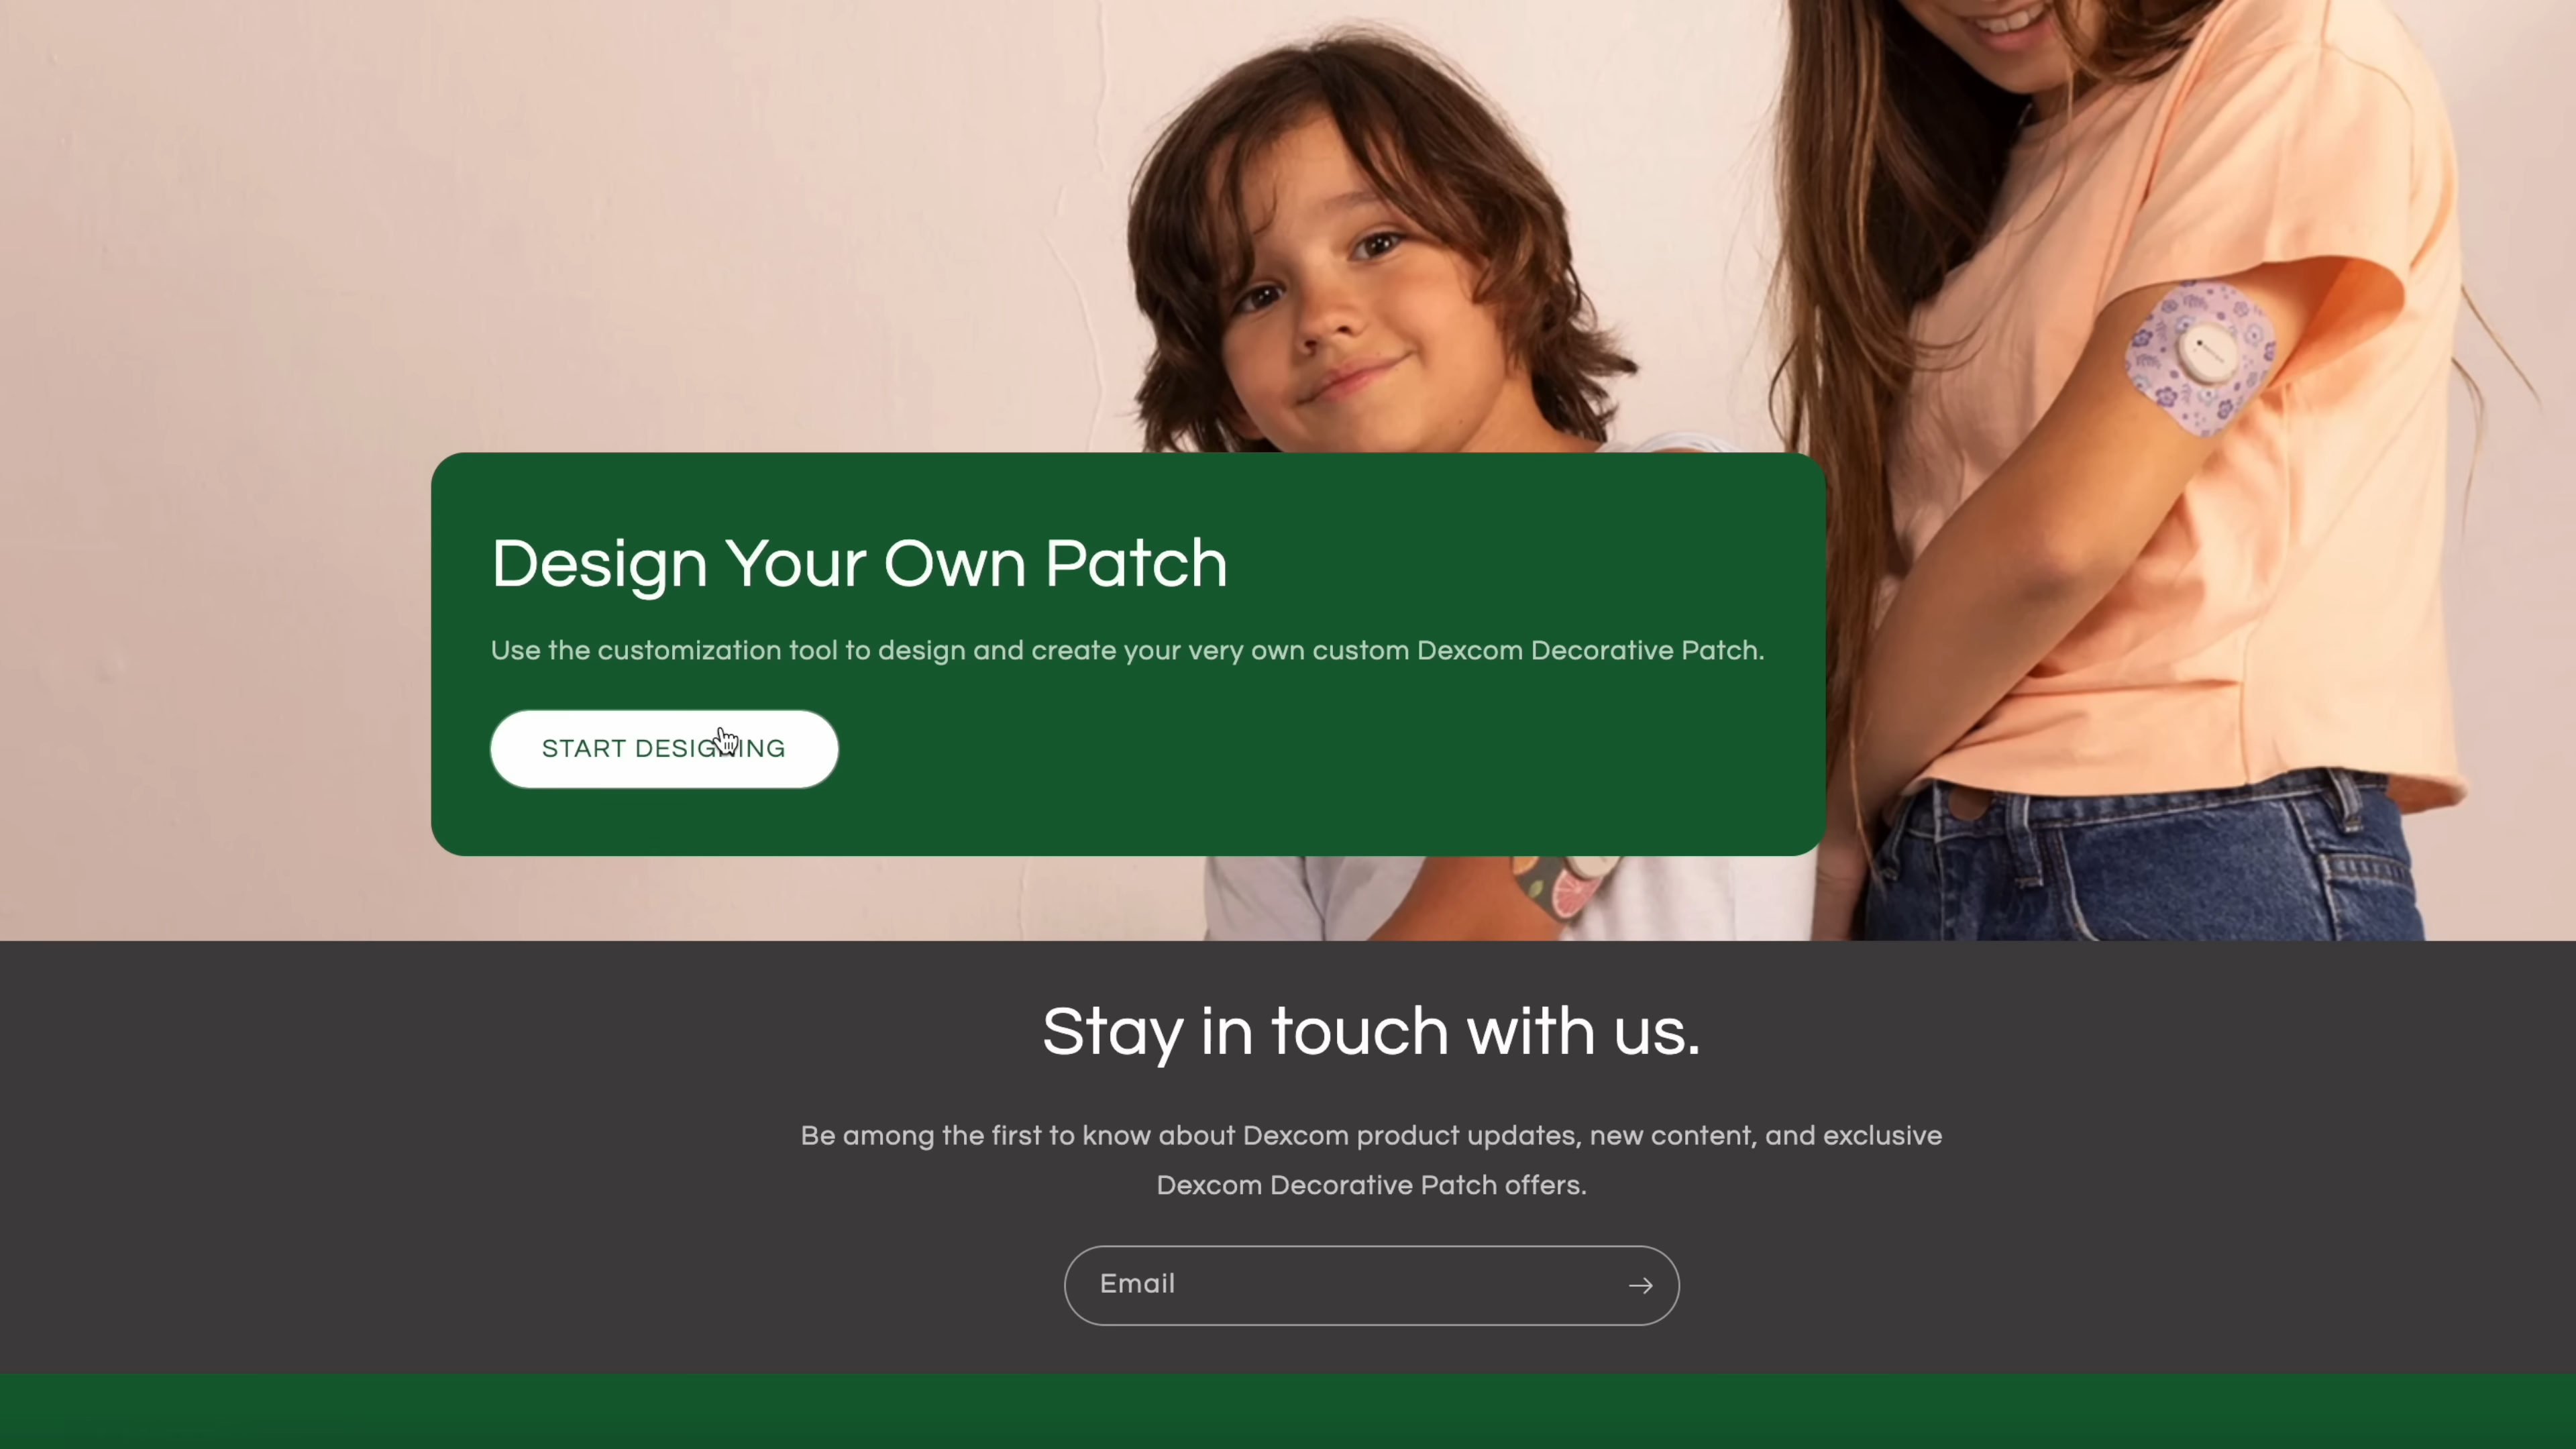 Design Your Own Patch
Use the customization tool to design and create your very own custom Dexcom Decorative Patch.
START DESIGNING
Stay in touch with us.
Be among the first to know about Dexcom product updates, new content, and exclusive
Dexcom Decorative Patch offers.
Email